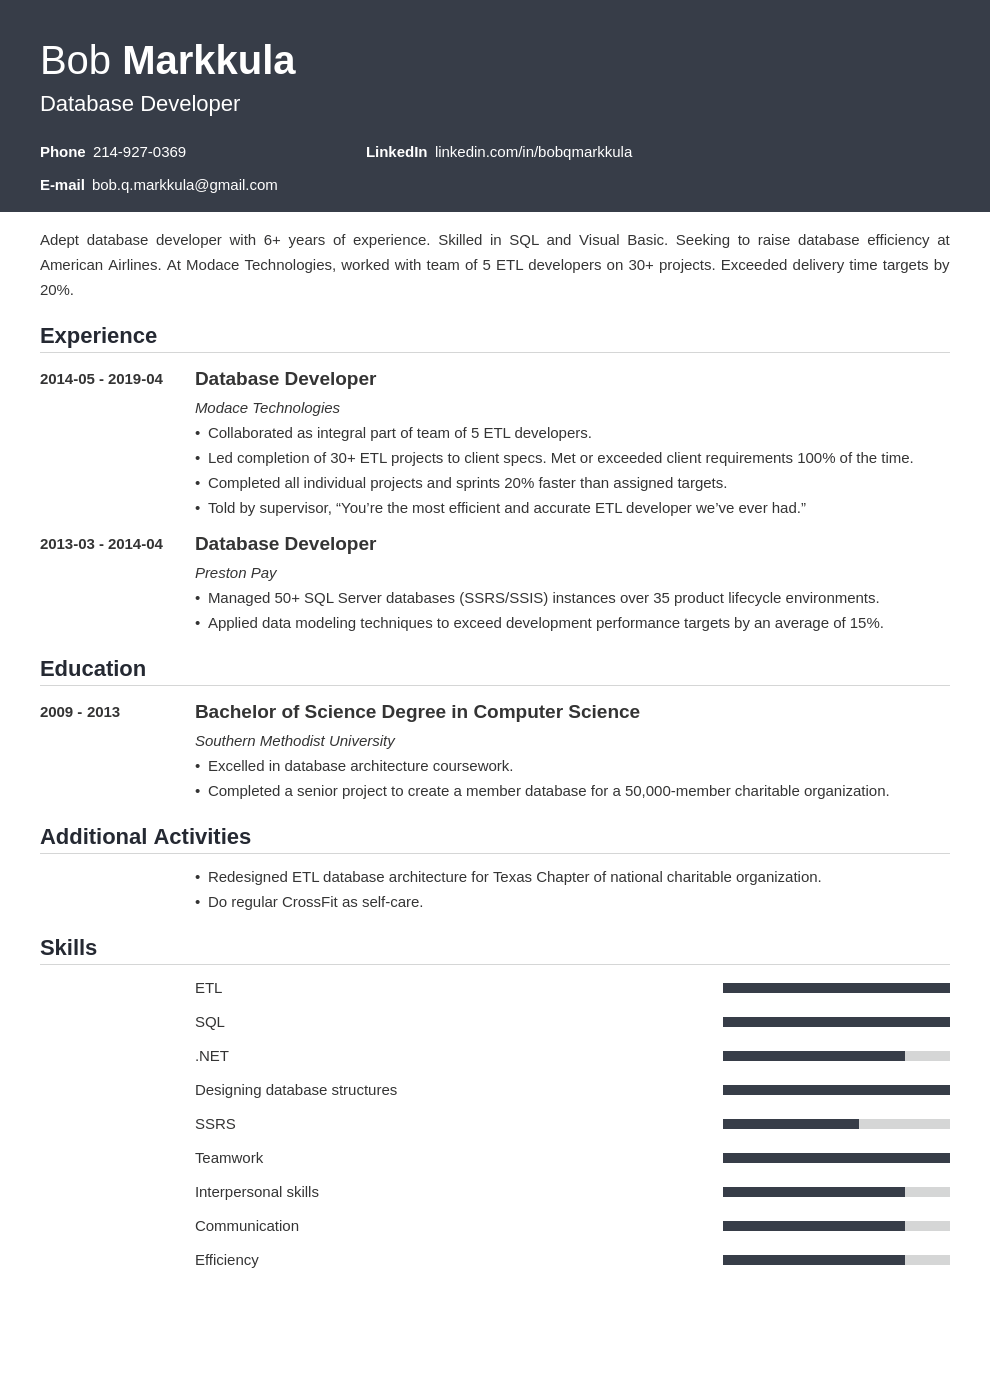 Bob Markkula
Database Developer
Phone 214-927-0369 LinkedIn linkedin.com/in/bobqmarkkula
E-mail bob.q.markkula@gmail.com
Adept database developer with 6+ years of experience. Skilled in SQL and Visual Basic. Seeking to raise database efficiency at
American Airlines. At Modace Technologies, worked with team of 5 ETL developers on 30+ projects. Exceeded delivery time targets by
20%.
Experience
2014-05 - 2019-04 Database Developer
Modace Technologies
• Collaborated as integral part of team of 5 ETL developers.
• Led completion of 30+ ETL projects to client specs. Met or exceeded client requirements 100% of the time.
• Completed all individual projects and sprints 20% faster than assigned targets.
• Told by supervisor, “You’re the most efficient and accurate ETL developer we’ve ever had.”
2013-03 - 2014-04 Database Developer
Preston Pay
• Managed 50+ SQL Server databases (SSRS/SSIS) instances over 35 product lifecycle environments.
• Applied data modeling techniques to exceed development performance targets by an average of 15%.
Education
2009 - 2013 Bachelor of Science Degree in Computer Science
Southern Methodist University
• Excelled in database architecture coursework.
• Completed a senior project to create a member database for a 50,000-member charitable organization.
Additional Activities
• Redesigned ETL database architecture for Texas Chapter of national charitable organization.
• Do regular CrossFit as self-care.
Skills
ETL
SQL
.NET
Designing database structures
SSRS
Teamwork
Interpersonal skills
Communication
Efficiency